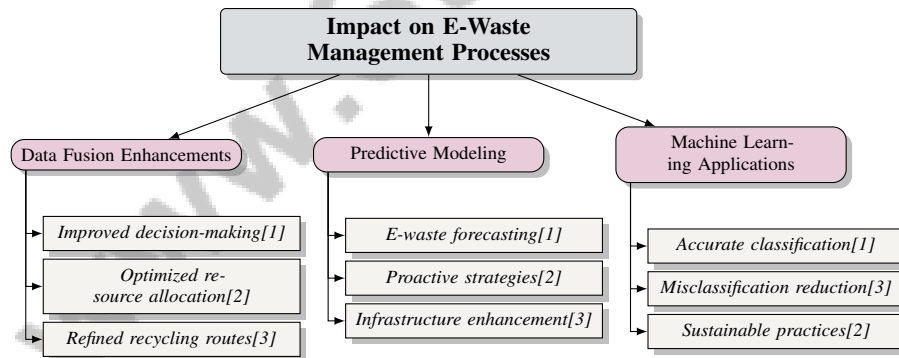 Impact on E-Waste
Management Processes
Data Fusion Enhancements
Improved decision-making[1]
Optimized re-
source allocation[2]
Refined recycling routes[3]
Predictive Modeling
E-waste forecasting[1]
Proactive strategies[2]
Infrastructure enhancement[3]
Machine Learn-
ing Applications
Accurate classification[1]
Misclassification reduction[3]
Sustainable practices[2]
www.